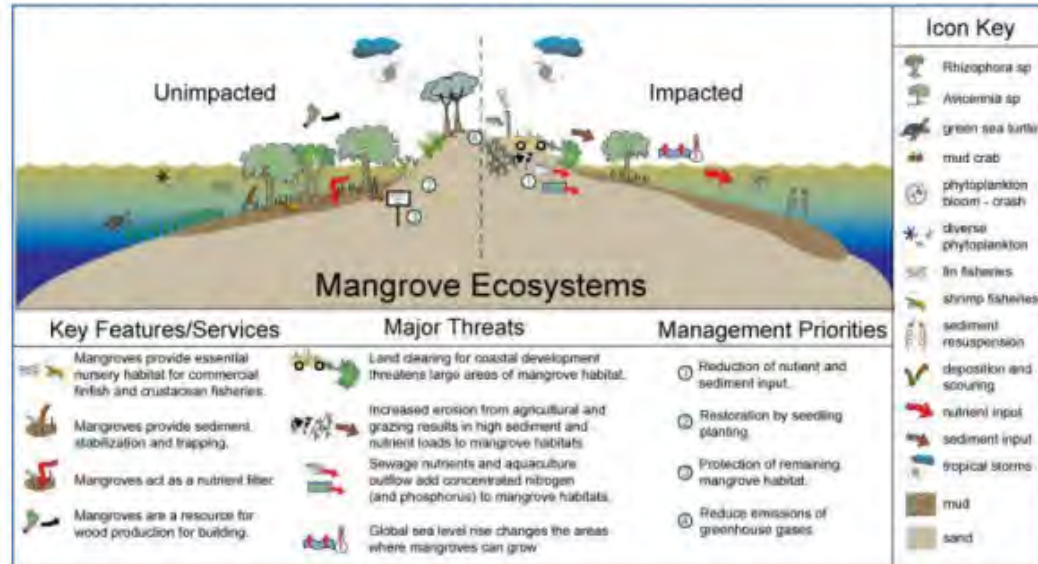 Unimpacted
Impacted
Mangrove Ecosystems
Key Features/Services
Mangroves provide essential
nursery habitat for commercial
finfish and crustacean fisheries.
Mangroves provide sediment
stabilization and trapping.
Mangroves act as a nutrient filter
Mangroves are a resource for
wood production for building.
Major Threats
Land clearing for coastal development
threatens large areas of mangrove habitat.
Increased erosion from agricultural and
grazing results in high sediment and
nutrient loads to mangrove habitats
Sewage nutrients and aquaculture
outflow add concentrated nitrogen
(and phosphorus) to mangrove habitats.
Global sea level rise changes the areas
where mangroves can grow
Management Priorities
1 Reduction of nutient and
sediment input.
2 Restoration by seedling
planting.
3 Protection of remaining
mangrove habitat.
4 Reduce emissions of
greenhouse gases.
Icon Key
Rhizophora sp
Avicennia sp
green sea turtle
mud crab
phytoplankton
bloom - crash
diverse
phytoplankton
fin fisheries
shrimp fisheries
sediment
resuspension
deposition and
scouring
nutrient input
sediment input
tropical storms
mud
sand